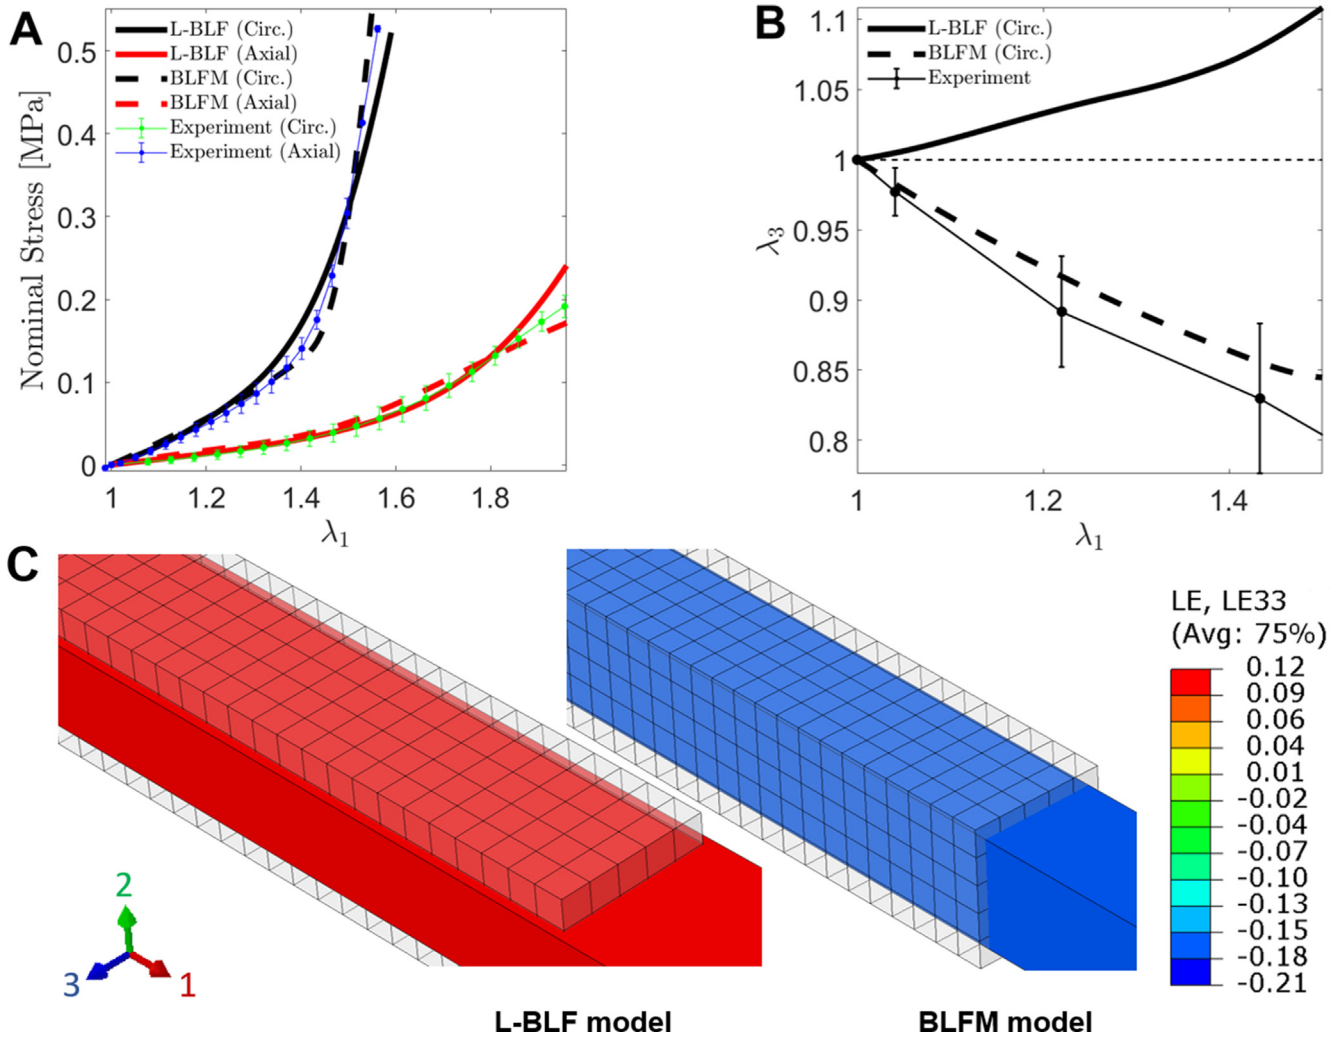 A
L-BLF (Circ.)
L-BLF (Axial)
BLFM (Circ.)
BLFM (Axial)
Experiment (Circ.)
Experiment (Axial)
Nominal Stress [MPa]
0.5
0.4
0.3
0.2
0.1
0
1
1.2
1.4
1.6
1.8
λ1
B
L-BLF (Circ.)
BLFM (Circ.)
Experiment
λ3
1.1
1.05
1
0.95
0.9
0.85
0.8
1
1.2
1.4
λ1
C
2
3
1
L-BLF model
BLFM model
LE, LE33
(Avg: 75%)
0.12
0.09
0.06
0.04
0.01
-0.02
-0.04
-0.07
-0.10
-0.13
-0.15
-0.18
-0.21